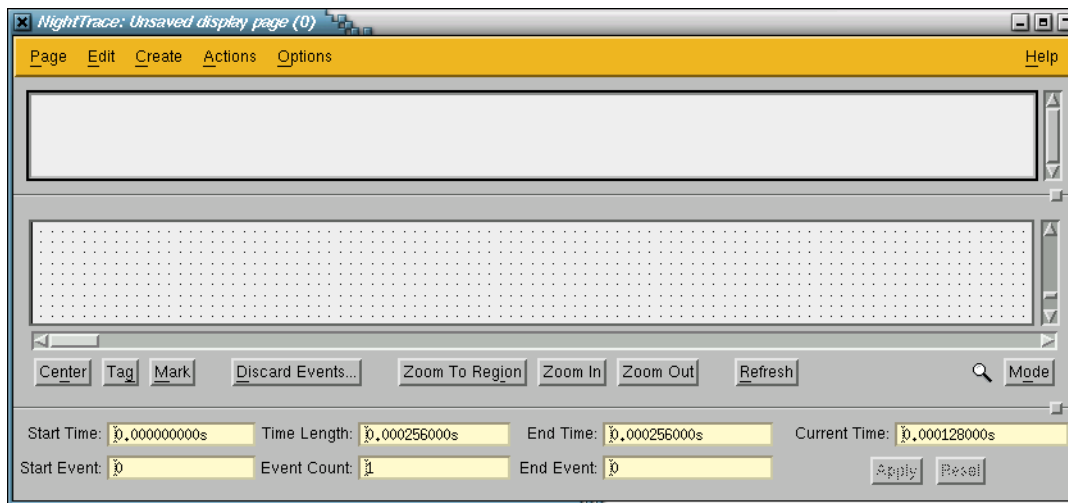 NightTrace: Unsaved display page (0)
Page Edit Create Actions Options Help
Center Tag Mark Discard Events... Zoom To Region Zoom In Zoom Out Refresh Mode
Start Time: 0.000000000s Time Length: 0.000256000s End Time: 0.000256000s Current Time: 0.000128000s
Start Event: 0 Event Count: 1 End Event: 0 Apply Reset